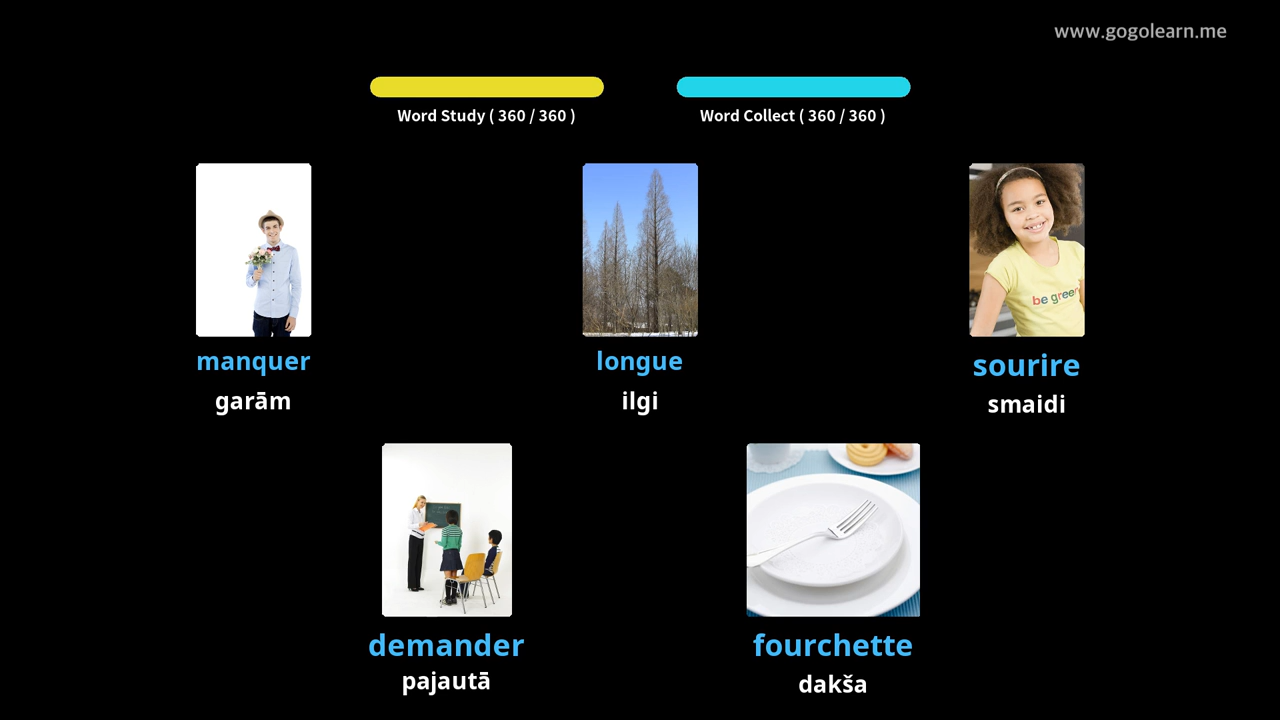 www.gogolearn.me
Word Study ( 360 / 360 )
Word Collect ( 360 / 360 )
be green
manquer
longue
sourire
garām
ilgi
smaidi
demander
fourchette
pajautā
dakša